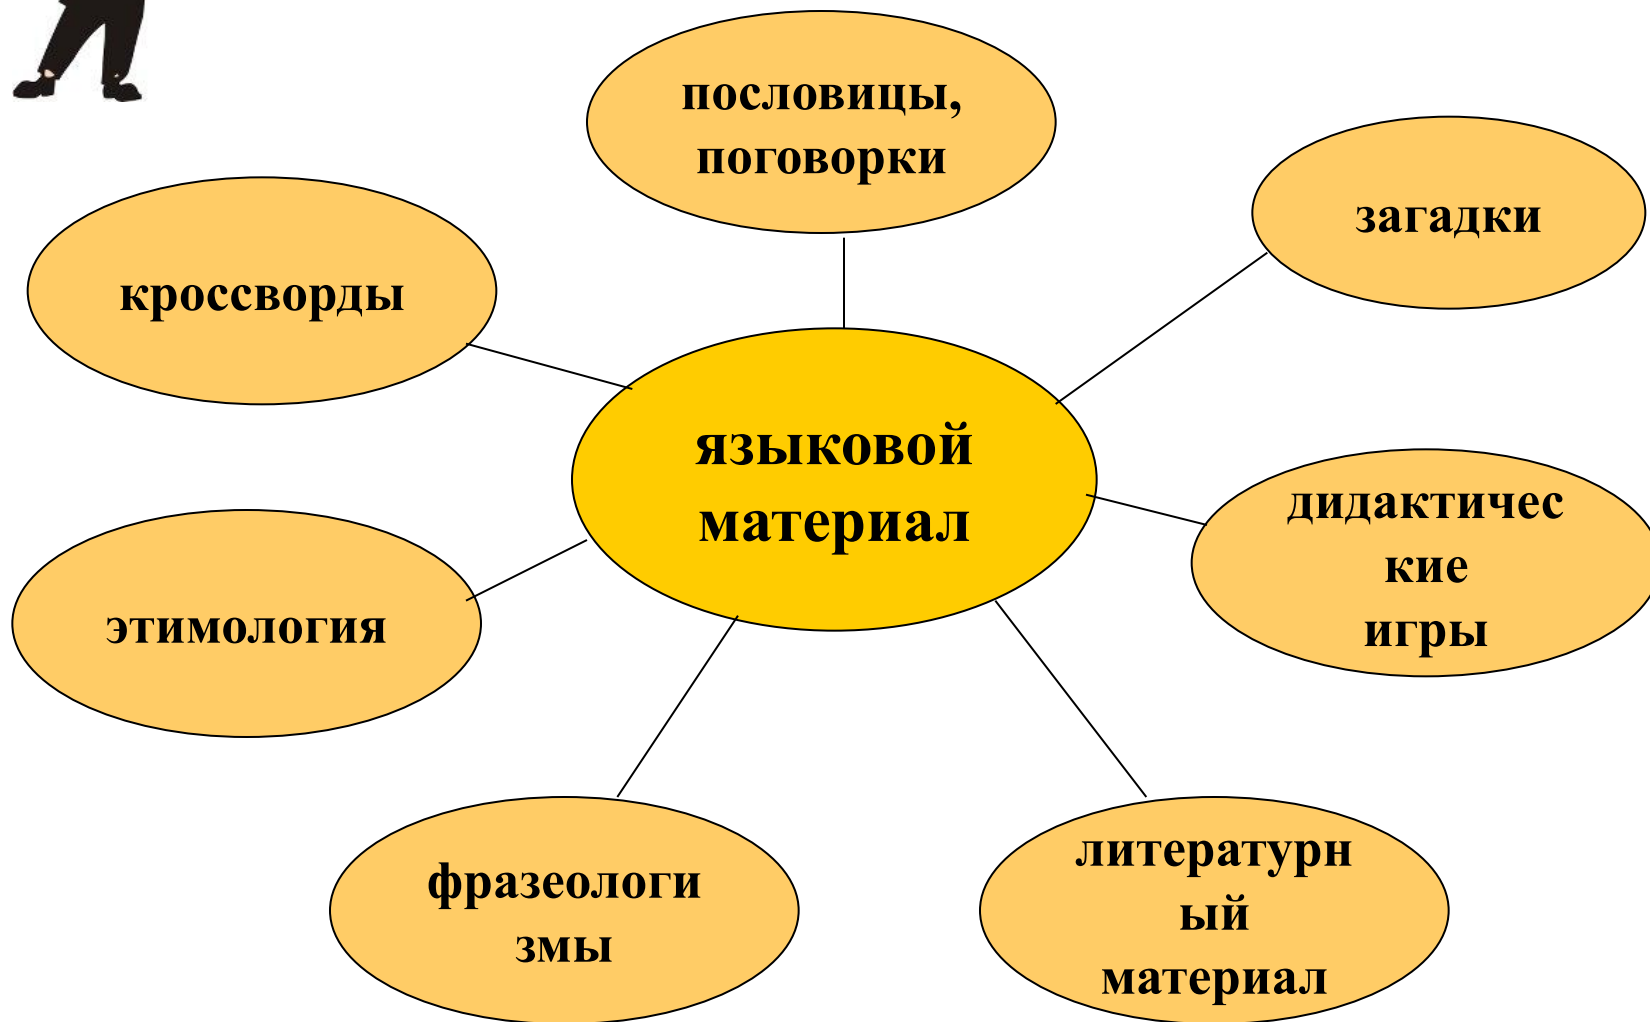 пословицы,
поговорки
загадки
кроссворды
языковой
материал
дидактичес
кие
игры
этимология
фразеологи
змы
литературн
ый
материал